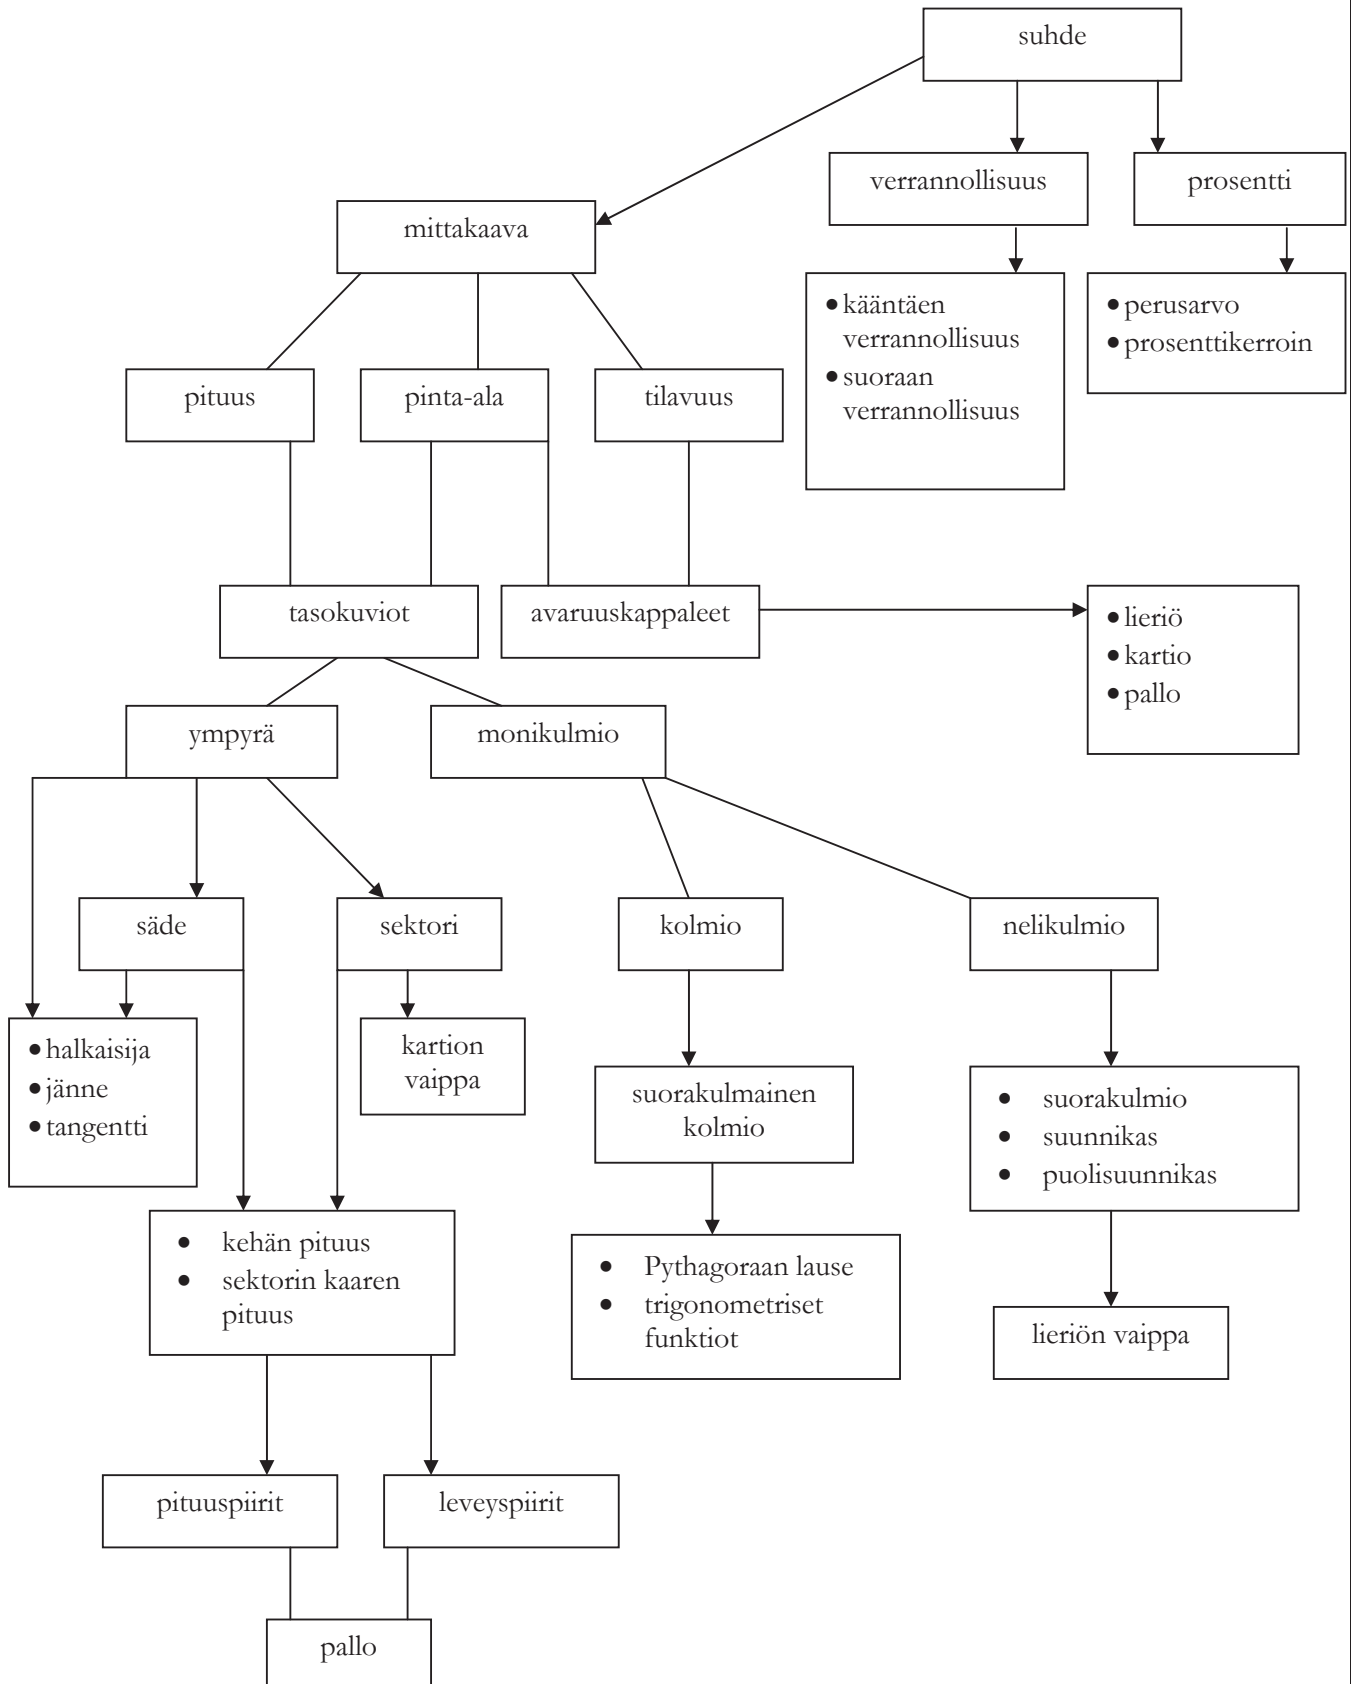 suhde
verrannollisuus
prosentti
mittakaava
• kääntäen
verrannollisuus
• suoraan
verrannollisuus
• perusarvo
• prosenttikerroin
pituus
pinta-ala
tilavuus
tasokuviot
avaruuskappaleet
• lieriö
• kartio
• pallo
ympyrä
monikulmio
säde
sektori
kolmio
nelikulmio
• halkaisija
• jänne
• tangentti
kartion
vaippa
suorakulmainen
kolmio
• suorakulmio
• suunnikas
• puolisuunnikas
• kehän pituus
• sektorin kaaren
pituus
• Pythagoraan lause
• trigonometriset
funktiot
lieriön vaippa
pituuspiirit
leveyspiirit
pallo